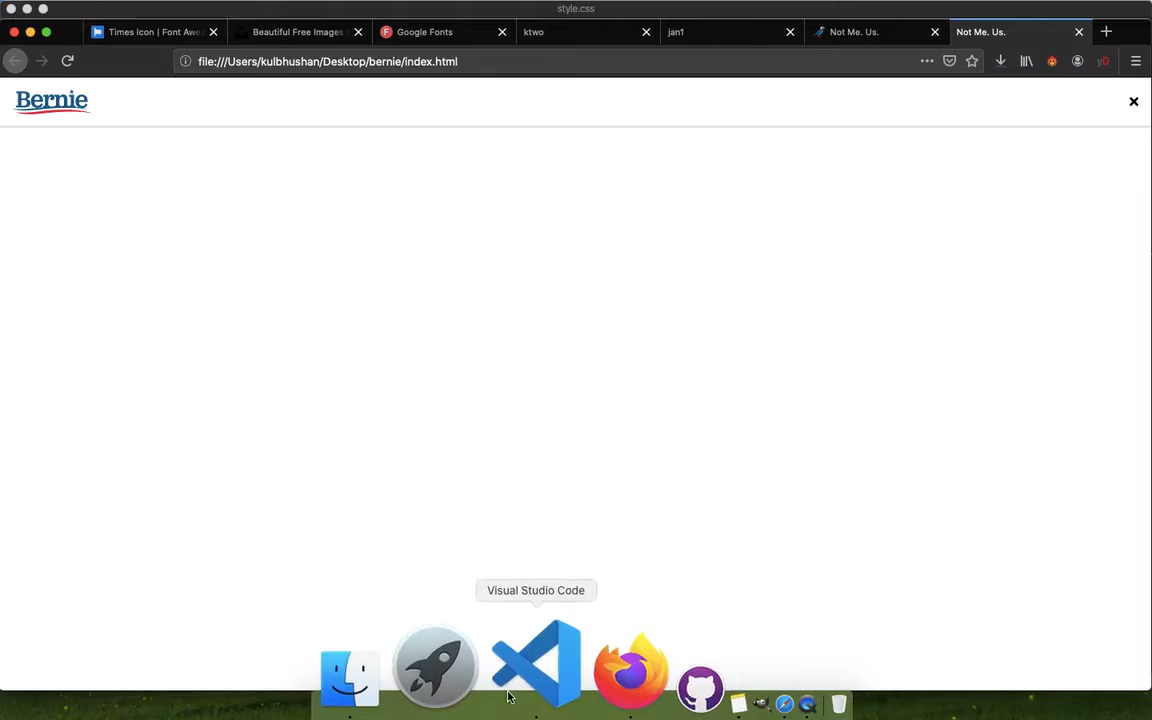 style.css
Times Icon | Font Awe
Beautiful Free Images
Google Fonts
ktwo
jan1
Not Me. Us.
Not Me. Us.
file:///Users/kulbhushan/Desktop/bernie/index.html
yD
Bernie
Visual Studio Code